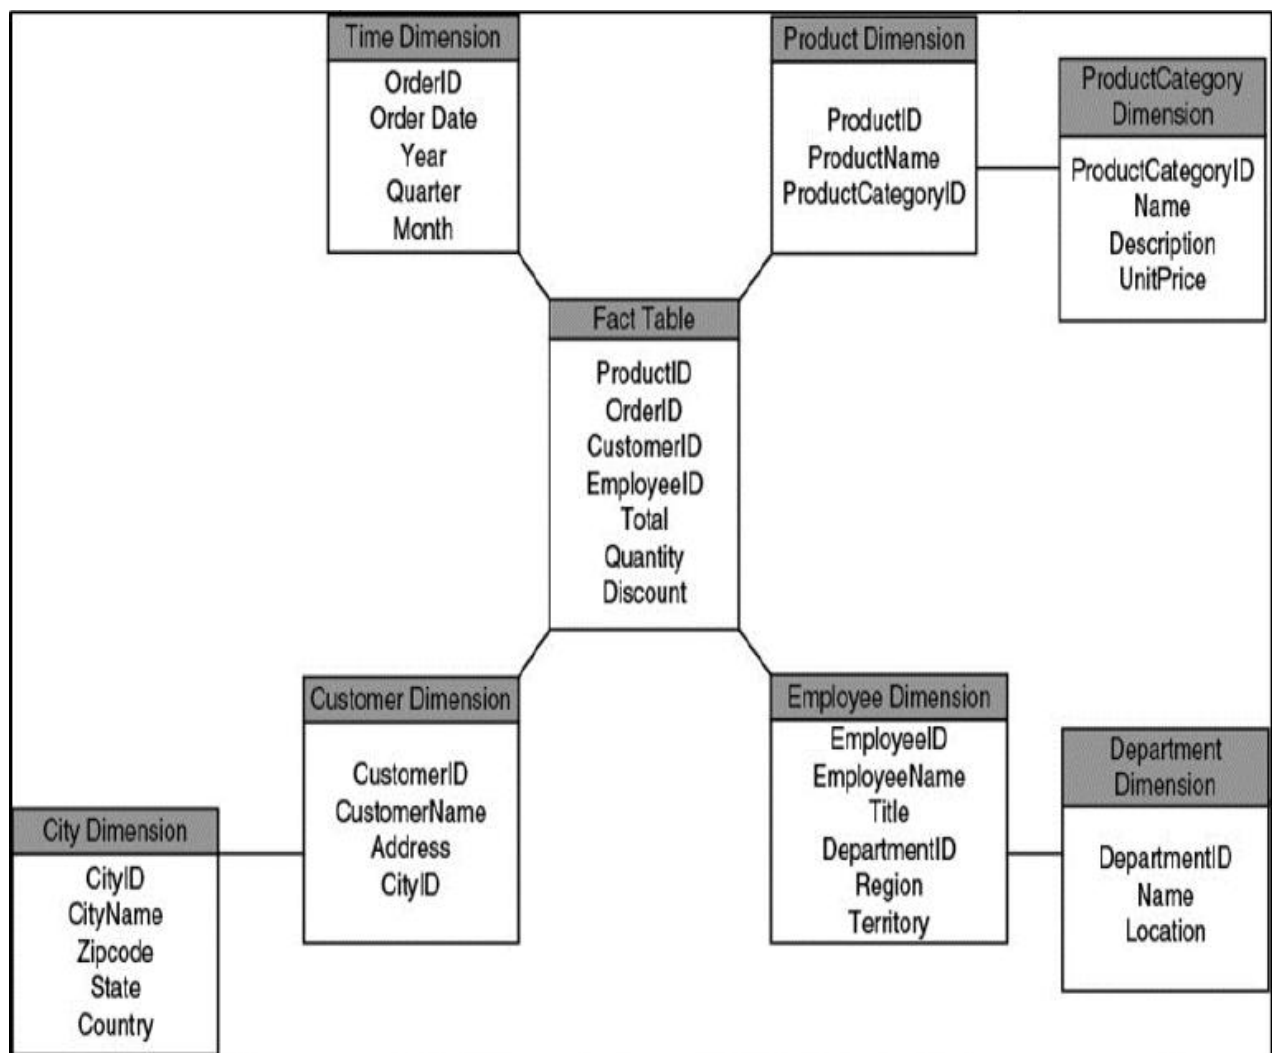 Time Dimension
OrderID
Order Date
Year
Quarter
Month
Product Dimension
ProductID
ProductName
ProductCategoryID
ProductCategory
Dimension
ProductCategoryID
Name
Description
UnitPrice
Fact Table
ProductID
OrderID
CustomerID
EmployeeID
Total
Quantity
Discount
Customer Dimension
CustomerID
CustomerName
Address
CityID
City Dimension
CityID
CityName
Zipcode
State
Country
Employee Dimension
EmployeeID
EmployeeName
Title
DepartmentID
Region
Territory
Department
Dimension
DepartmentID
Name
Location